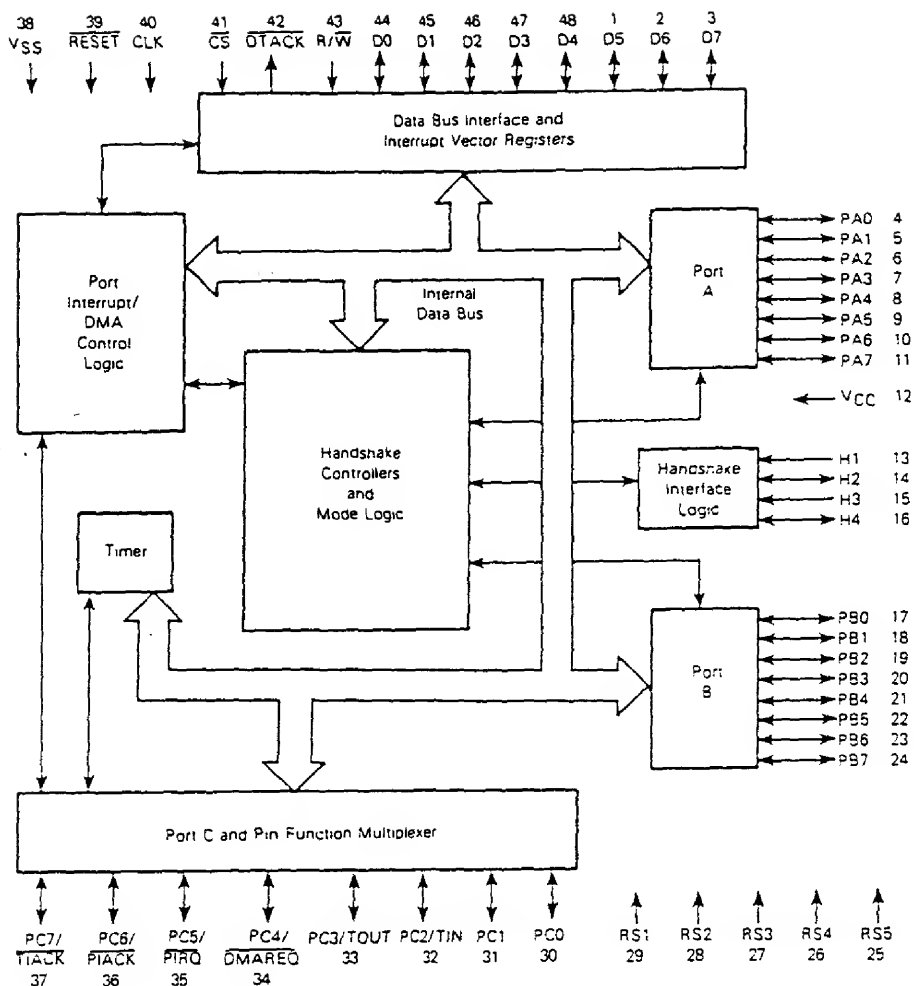 38 39 40 41 42 43 44 45 46 47 48 1 2 3
VSS RESET CLK CS DTACK R/W D0 D1 D2 D3 D4 D5 D6 D7
Data Bus Interface and
Interrupt Vector Registers
Port
Interrupt/
DMA
Control
Logic
Internal
Data Bus
Port
A
PA0 4
PA1 5
PA2 6
PA3 7
PA4 8
PA5 9
PA6 10
PA7 11
VCC 12
Handshake
Controllers
and
Mode Logic
Handshake
Interface
Logic
H1 13
H2 14
H3 15
H4 16
Timer
Port
B
PB0 17
PB1 18
PB2 19
PB3 20
PB4 21
PB5 22
PB6 23
PB7 24
Port C and Pin Function Multiplexer
PC7/ PC6/ PC5/ PC4/ PC3/TOUT PC2/TIN PC1 PC0 RS1 RS2 RS3 RS4 RS5
TIACK PIACK PIRQ DMAREQ 33 32 31 30 29 28 27 26 25
37 36 35 34